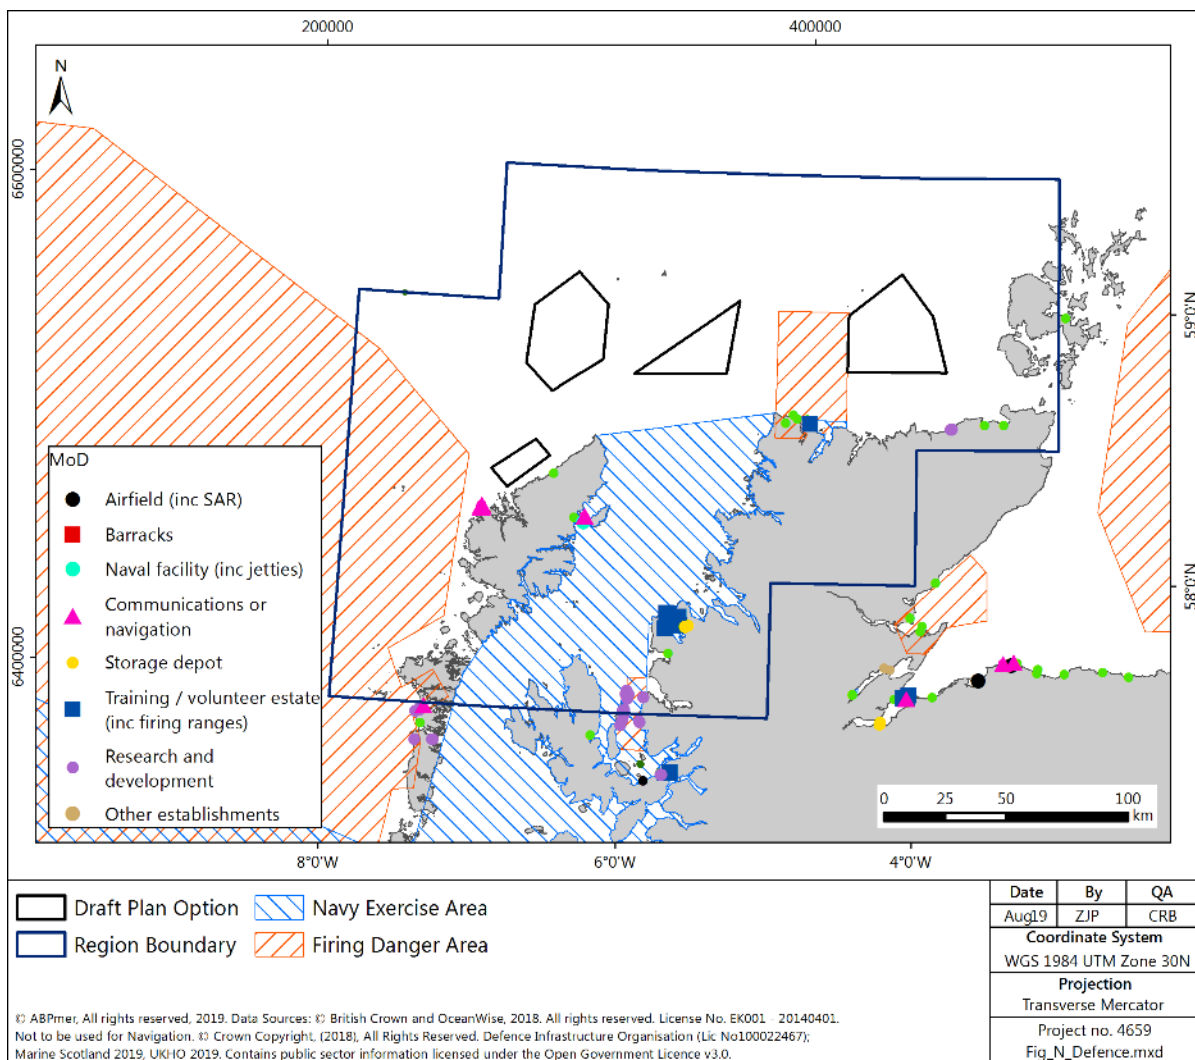 200000
400000
N
6600000
6400000
59°0'N
58°0'N
MoD
Airfield (inc SAR)
Barracks
Naval facility (inc jetties)
Communications or
navigation
Storage depot
Training / volunteer estate
(inc firing ranges)
Research and
development
Other establishments
0 25 50 100
km
8°0'W
6°0'W
4°0'W
Draft Plan Option
Navy Exercise Area
Region Boundary
Firing Danger Area
Date By QA
Aug19 ZJP CRB
Coordinate System
WGS 1984 UTM Zone 30N
Projection
Transverse Mercator
Project no. 4659
Fig_N_Defence.mxd
© ABPmer, All rights reserved, 2019. Data Sources: © British Crown and OceanWise, 2018. All rights reserved. License No. EK001 - 20140401.
Not to be used for Navigation. © Crown Copyright, (2018), All Rights Reserved. Defence Infrastructure Organisation (Lic No100022467);
Marine Scotland 2019, UKHO 2019. Contains public sector information licensed under the Open Government Licence v3.0.